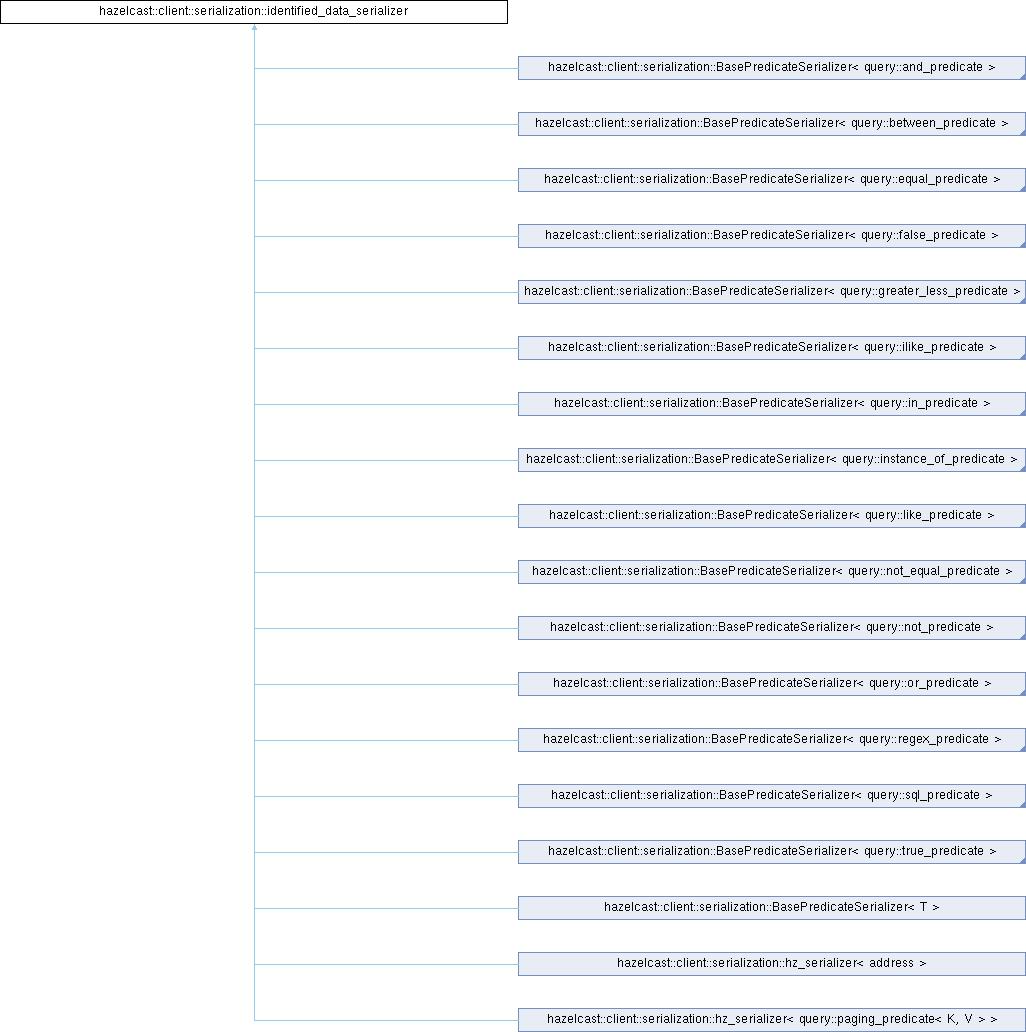 hazelcast::client::serialization::identified_data_serializer
hazelcast::client::serialization::BasePredicateSerializer< query::and_predicate >
hazelcast::client::serialization::BasePredicateSerializer< query::between_predicate >
hazelcast::client::serialization::BasePredicateSerializer< query::equal_predicate >
hazelcast::client::serialization::BasePredicateSerializer< query::false_predicate >
hazelcast::client::serialization::BasePredicateSerializer< query::greater_less_predicate >
hazelcast::client::serialization::BasePredicateSerializer< query::ilike_predicate >
hazelcast::client::serialization::BasePredicateSerializer< query::in_predicate >
hazelcast::client::serialization::BasePredicateSerializer< query::instance_of_predicate >
hazelcast::client::serialization::BasePredicateSerializer< query::like_predicate >
hazelcast::client::serialization::BasePredicateSerializer< query::not_equal_predicate >
hazelcast::client::serialization::BasePredicateSerializer< query::not_predicate >
hazelcast::client::serialization::BasePredicateSerializer< query::or_predicate >
hazelcast::client::serialization::BasePredicateSerializer< query::regex_predicate >
hazelcast::client::serialization::BasePredicateSerializer< query::sql_predicate >
hazelcast::client::serialization::BasePredicateSerializer< query::true_predicate >
hazelcast::client::serialization::BasePredicateSerializer< T >
hazelcast::client::serialization::hz_serializer< address >
hazelcast::client::serialization::hz_serializer< query::paging_predicate< K, V > >